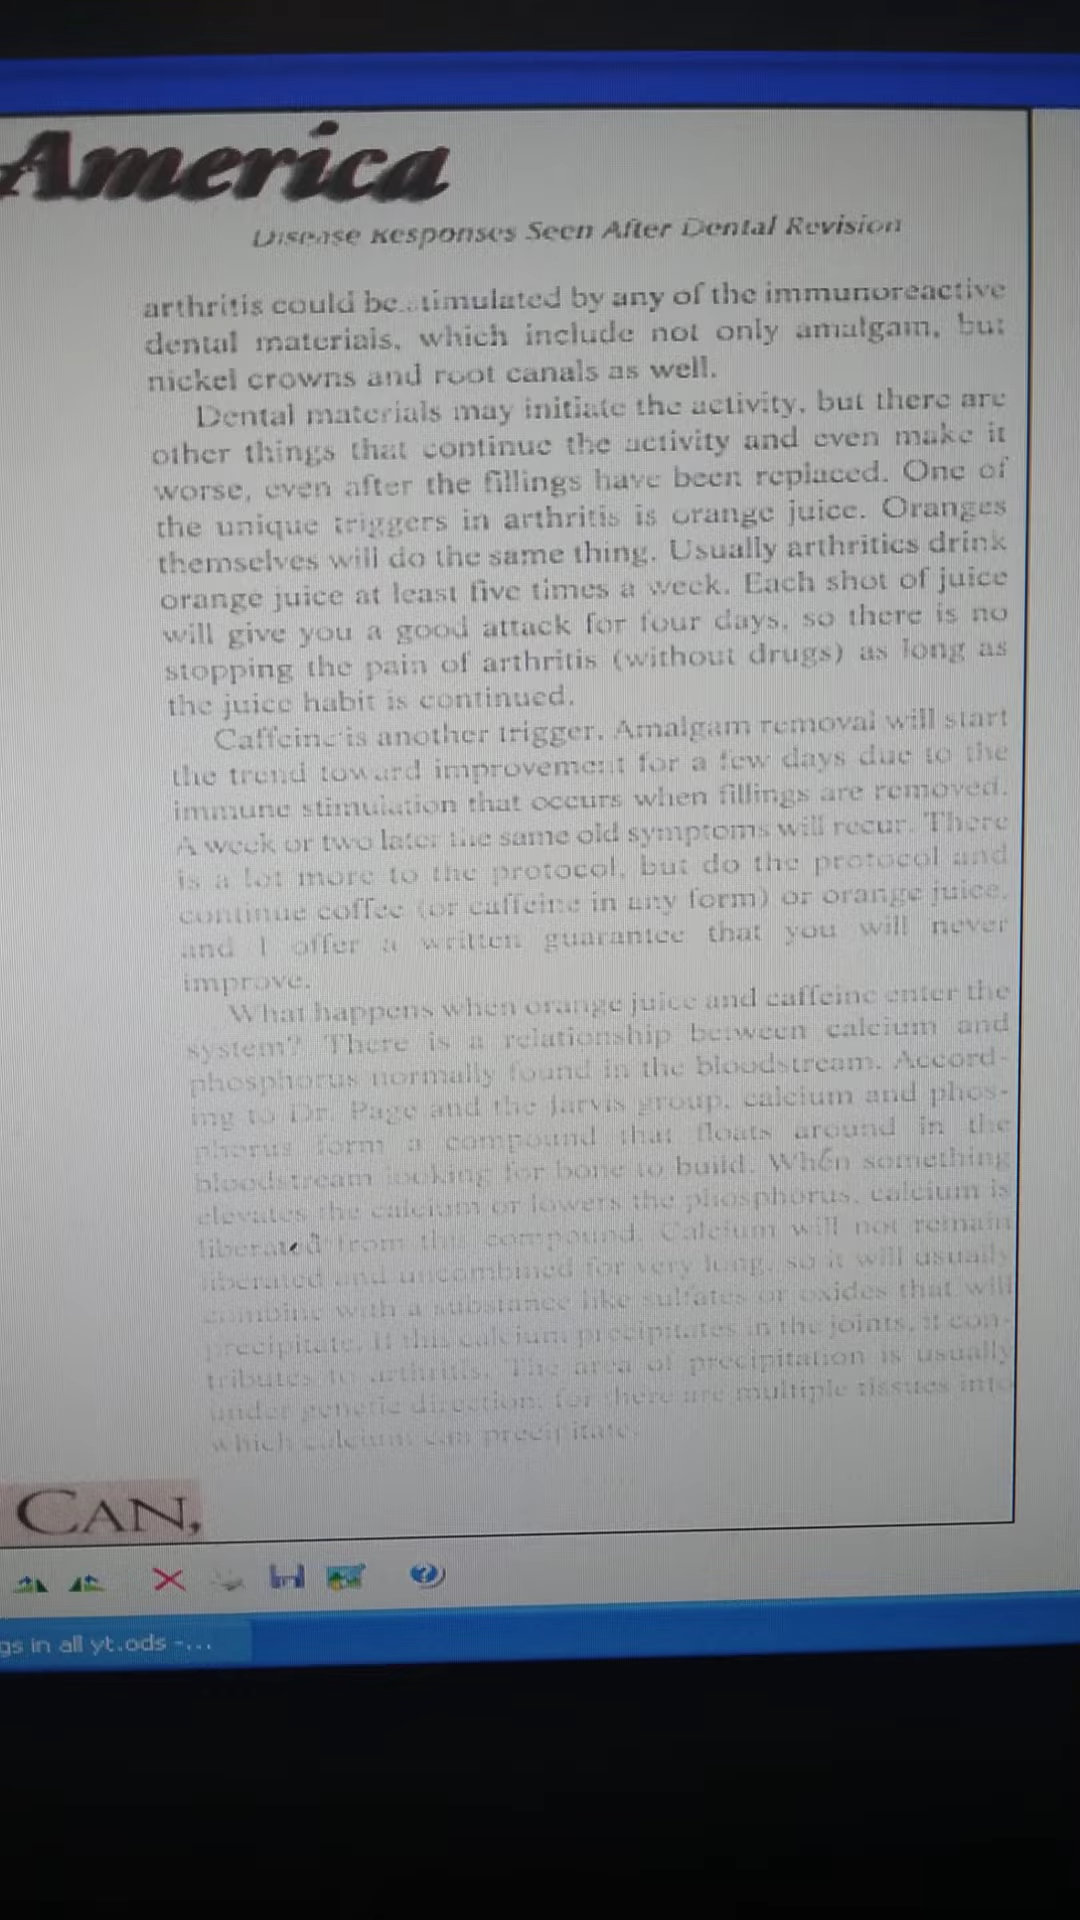 America
Disease Responses Seen After Dental Revision
arthritis could be..timulated by any of the immunoreactive
dental materials, which include not only amalgam, but
nickel crowns and root canals as well.
Dental materials may initiate the activity, but there are
other things that continue the activity and even make it
worse, even after the fillings have been replaced. One of
the unique triggers in arthritis is orange juice. Oranges
themselves will do the same thing. Usually arthritics drink
orange juice at least five times a week. Each shot of juice
will give you a good attack for four days, so there is no
stopping the pain of arthritis (without drugs) as long as
the juice habit is continued.
Caffeine is another trigger. Amalgam removal will start
the trend toward improvement for a few days due to the
immune stimulation that occurs when fillings are removed.
A week or two later the same old symptoms will recur. There
is a lot more to the protocol, but do the protocol and
continue coffee (or caffeine in any form) or orange juice,
and I offer a written guarantee that you will never
improve.
What happens when orange juice and caffeine enter the
system? There is a relationship between calcium and
phosphorus normally found in the bloodstream. Accord-
ing to Dr. Page and the Jarvis group, calcium and phos-
phorus form a compound that floats around in the
bloodstream looking for bone to build. When something
elevates the calcium or lowers the phosphorus, calcium is
liberated from this compound. Calcium will not remain
liberated and uncombined for very long, so it will usually
combine with a substance like sulfates or oxides that will
precipitate. If this calcium precipitates in the joints, it con-
tributes to arthritis. The area of precipitation is usually
under genetic direction, for there are multiple tissues into
which calcium can precipitate.
CAN,
gs in all yt.ods -...